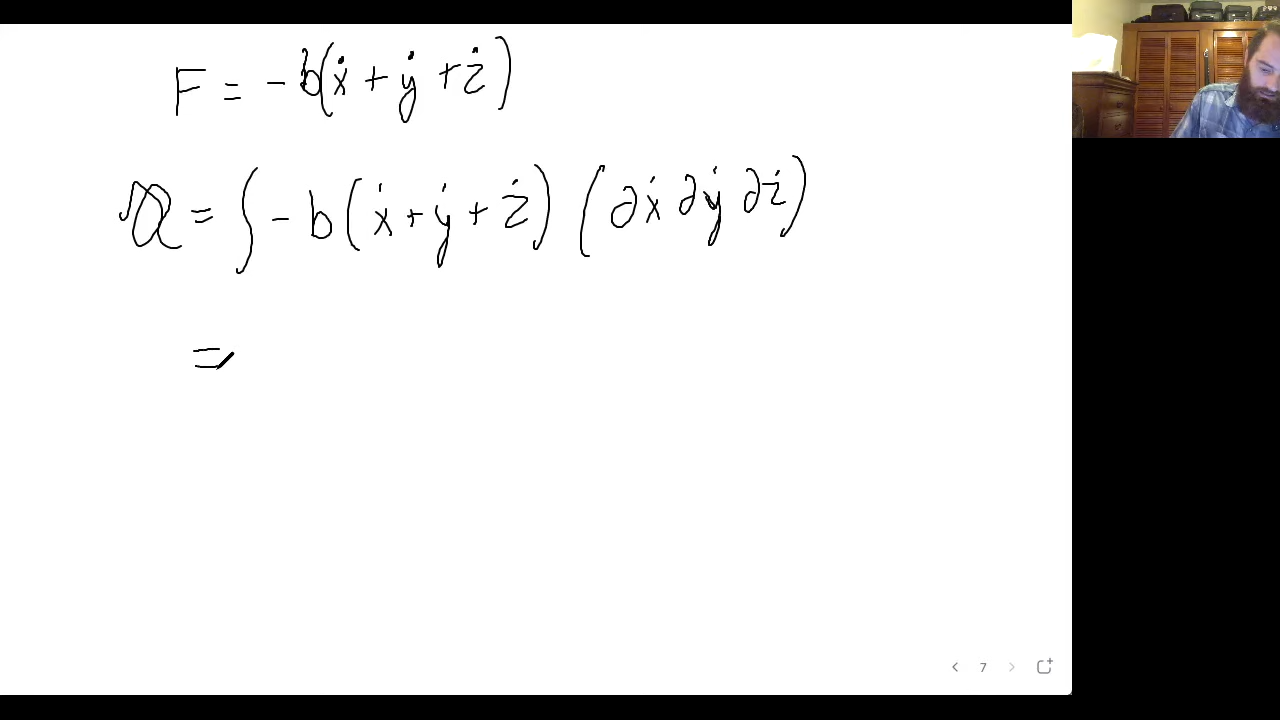 F = -b(ẋ + ẏ + ż)
ℛ = ∫ -b(ẋ + ẏ + ż) (∂ẋ ∂ẏ ∂ż)
=
7